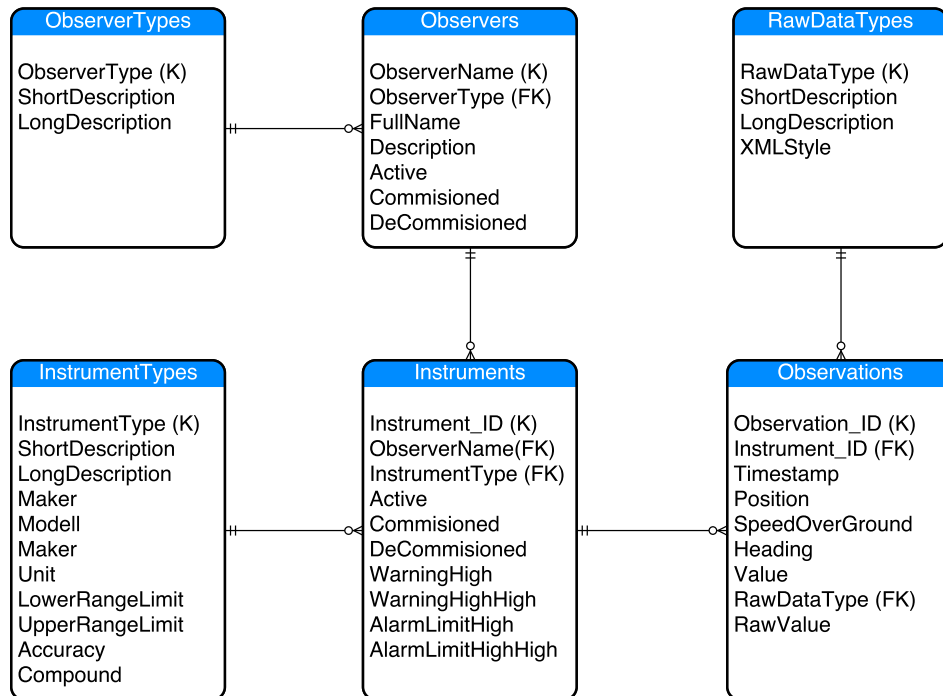 ObserverTypes
ObserverType (K)
ShortDescription
LongDescription
Observers
ObserverName (K)
ObserverType (FK)
FullName
Description
Active
Commisioned
DeCommisioned
RawDataTypes
RawDataType (K)
ShortDescription
LongDescription
XMLStyle
InstrumentTypes
InstrumentType (K)
ShortDescription
LongDescription
Maker
Modell
Maker
Unit
LowerRangeLimit
UpperRangeLimit
Accuracy
Compound
Instruments
Instrument_ID (K)
ObserverName(FK)
InstrumentType (FK)
Active
Commisioned
DeCommisioned
WarningHigh
WarningHighHigh
AlarmLimitHigh
AlarmLimitHighHigh
Observations
Observation_ID (K)
Instrument_ID (FK)
Timestamp
Position
SpeedOverGround
Heading
Value
RawDataType (FK)
RawValue